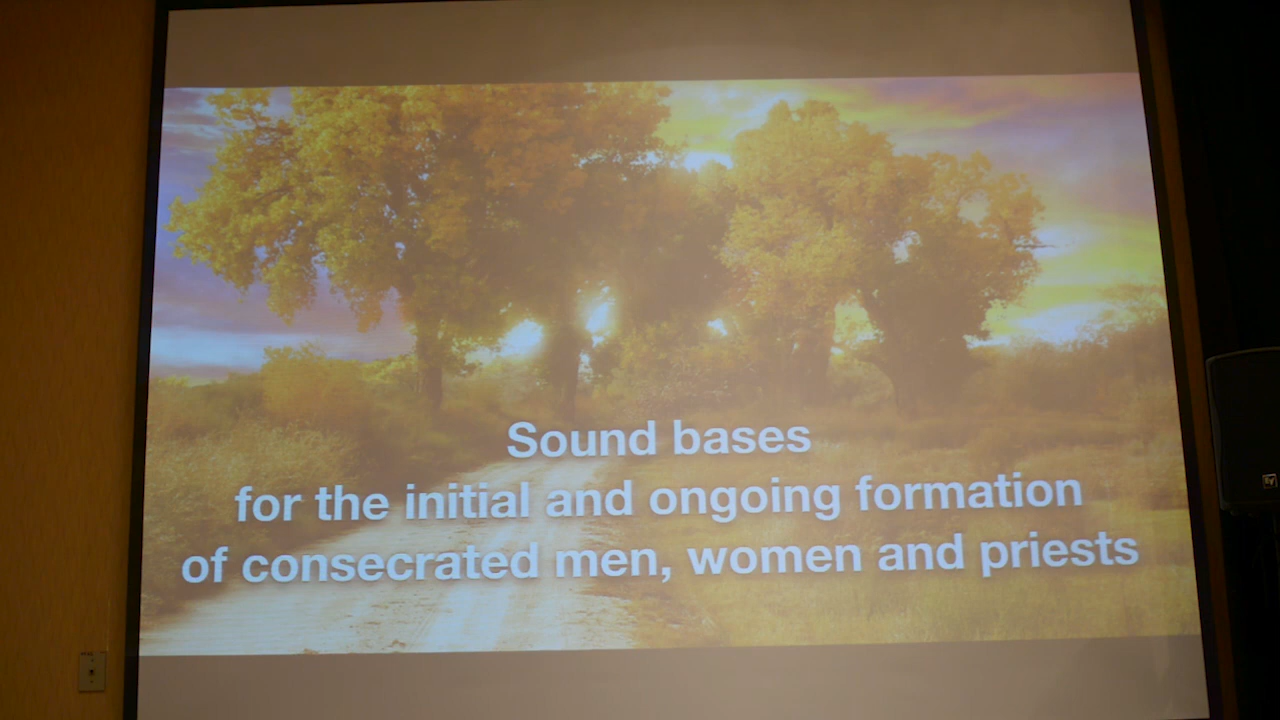 Sound bases
for the initial and ongoing formation
of consecrated men, women and priests